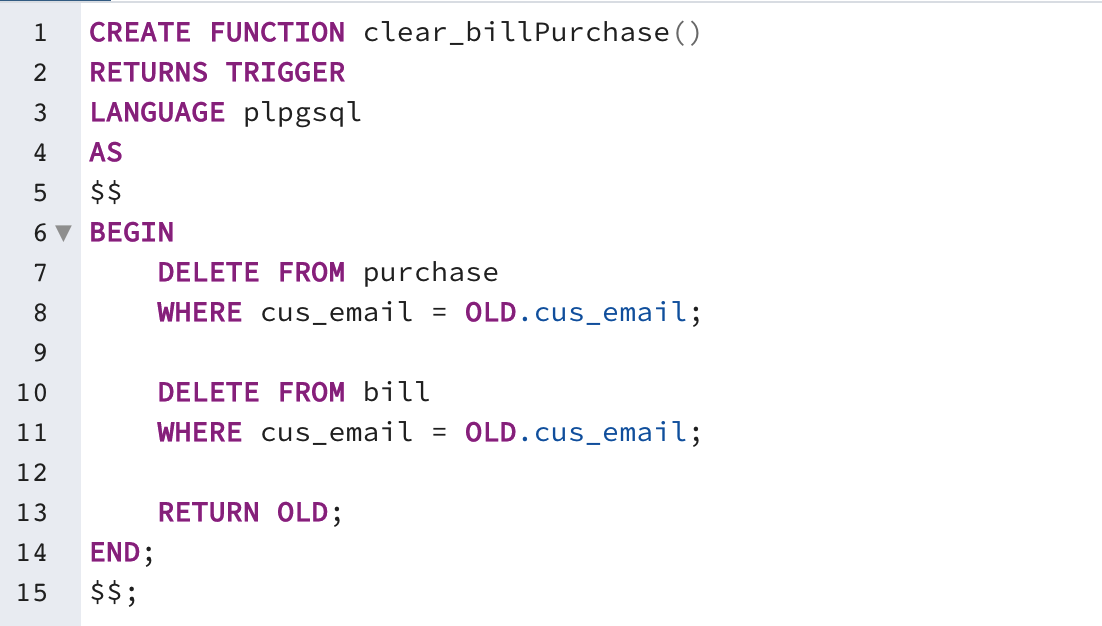 1 CREATE FUNCTION clear_billPurchase()
2 RETURNS TRIGGER
3 LANGUAGE plpgsql
4 AS
5 $$
6 BEGIN
7 DELETE FROM purchase
8 WHERE cus_email = OLD.cus_email;
9
10 DELETE FROM bill
11 WHERE cus_email = OLD.cus_email;
12
13 RETURN OLD;
14 END;
15 $$;